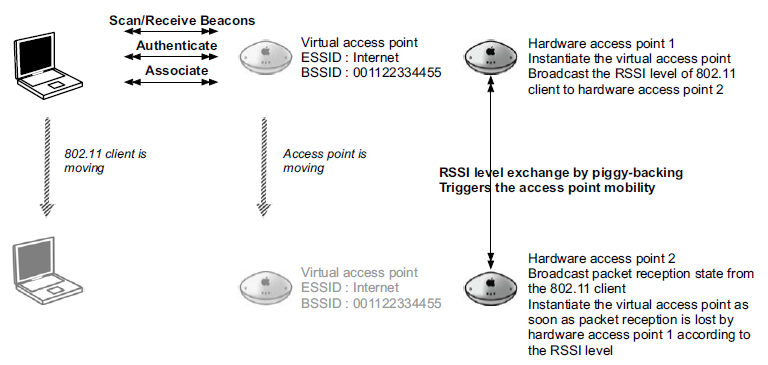 Scan/Receive Beacons
Authenticate
Associate
Virtual access point
ESSID : Internet
BSSID : 001122334455
Hardware access point 1
Instantiate the virtual access point
Broadcast the RSSI level of 802.11
client to hardware access point 2
802.11 client is
moving
Access point is
moving
RSSI level exchange by piggy-backing
Triggers the access point mobility
Virtual access point
ESSID : Internet
BSSID : 001122334455
Hardware access point 2
Broadcast packet reception state from
the 802.11 client
Instantiate the virtual access point as
soon as packet reception is lost by
hardware access point 1 according to
the RSSI level